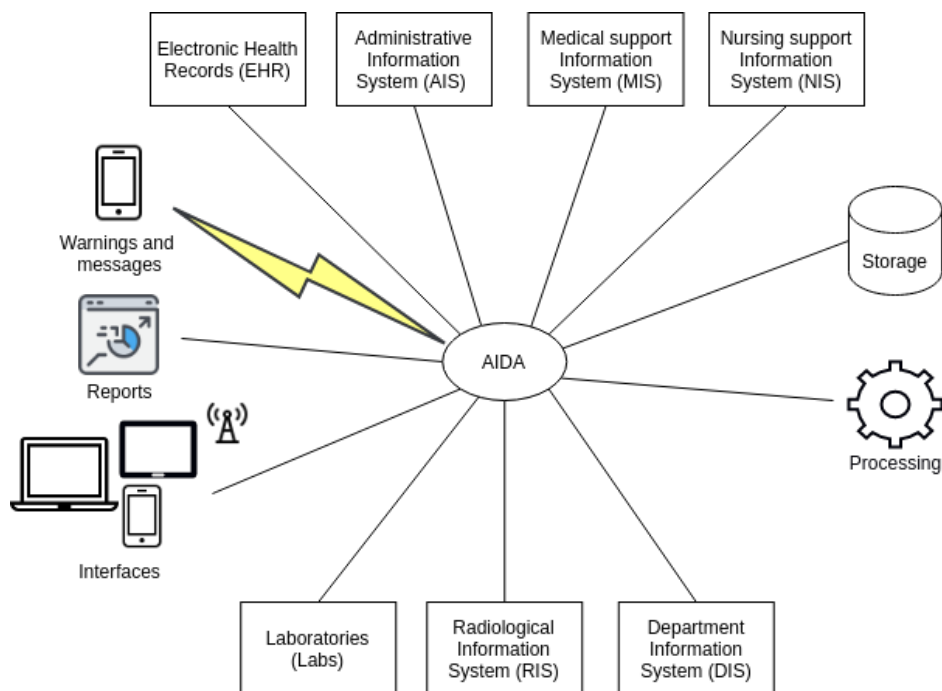 Electronic Health
Records (EHR)
Administrative
Information
System (AIS)
Medical support
Information
System (MIS)
Nursing support
Information
System (NIS)
Warnings and
messages
Storage
Reports
AIDA
Processing
Interfaces
Laboratories
(Labs)
Radiological
Information
System (RIS)
Department
Information
System (DIS)